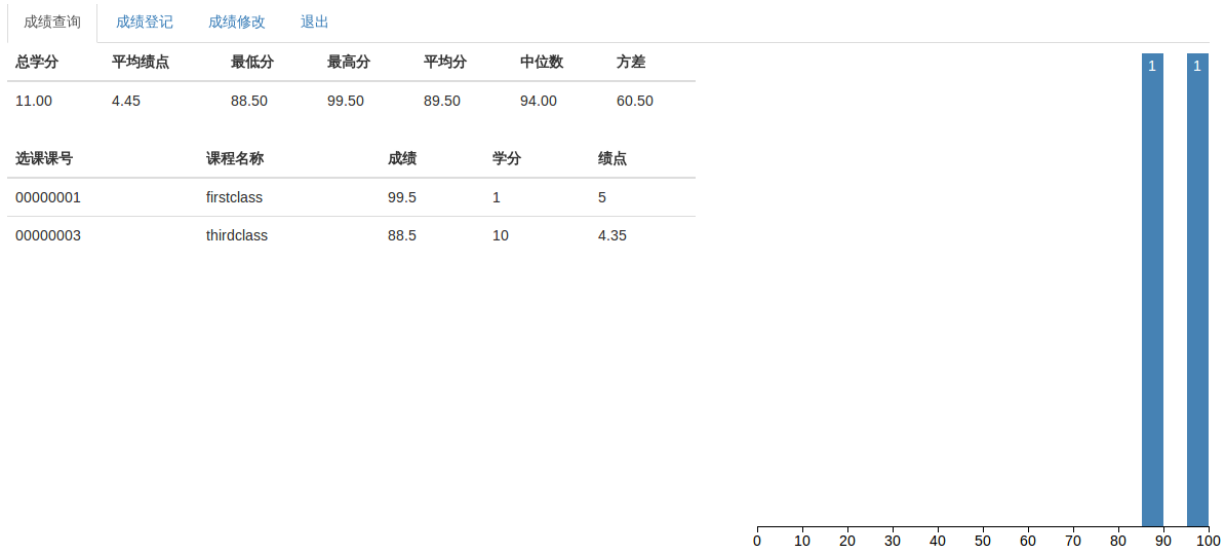 成绩查询 成绩登记 成绩修改 退出
总学分 平均绩点 最低分 最高分 平均分 中位数 方差
11.00 4.45 88.50 99.50 89.50 94.00 60.50
选课课号 课程名称 成绩 学分 绩点
00000001 firstclass 99.5 1 5
00000003 thirdclass 88.5 10 4.35
1 1
0 10 20 30 40 50 60 70 80 90 100